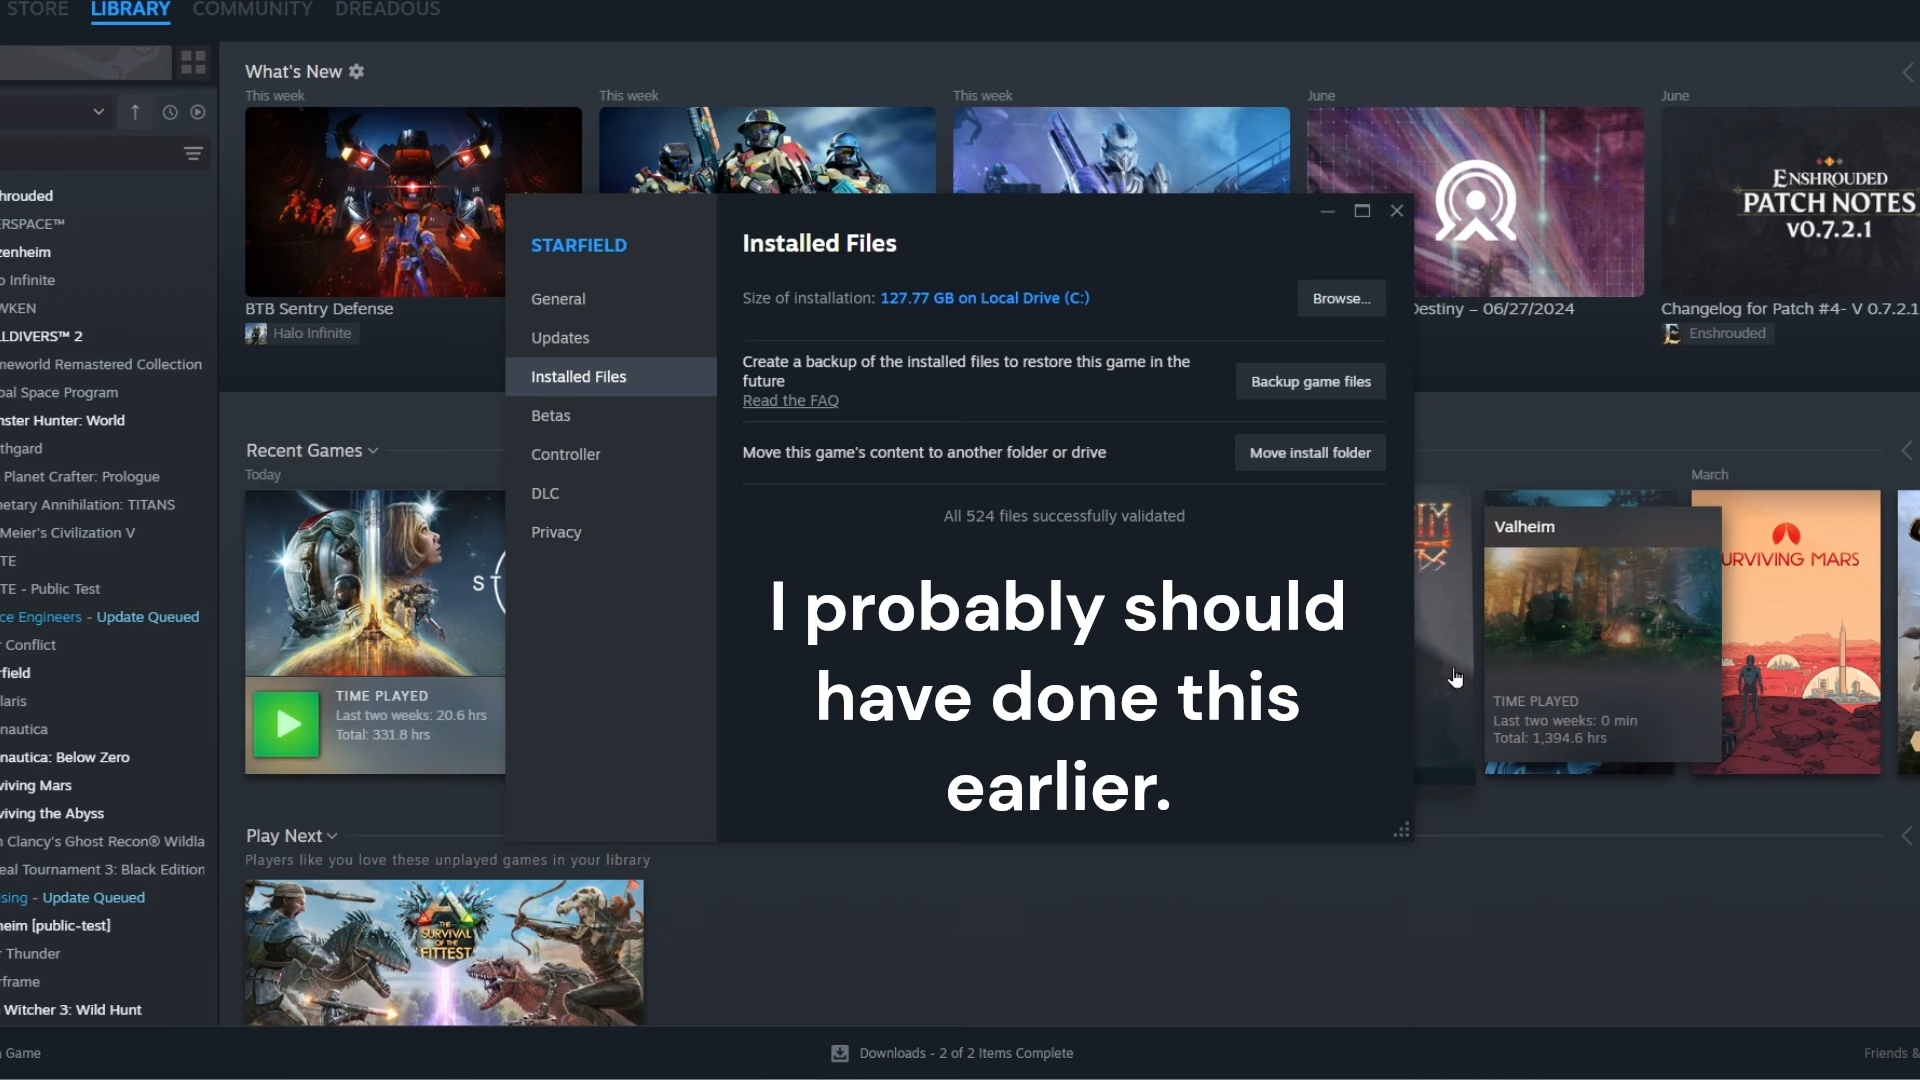 STORE LIBRARY COMMUNITY DREADOUS
What's New
This week
This week
This week
June
June
ENSHROUDED
PATCH NOTES
v0.7.2.1
BTB Sentry Defense
Halo Infinite
Destiny – 06/27/2024
Changelog for Patch #4- V 0.7.2.1
Enshrouded
hrouded
ERSPACE™
zenheim
o Infinite
WKEN
LLDIVERS™ 2
meworld Remastered Collection
bal Space Program
nster Hunter: World
thgard
Planet Crafter: Prologue
netary Annihilation: TITANS
Meier's Civilization V
TE
TE - Public Test
ce Engineers - Update Queued
r Conflict
rfield
laris
nautica
nautica: Below Zero
viving Mars
viving the Abyss
n Clancy's Ghost Recon® Wildla
eal Tournament 3: Black Edition
sing - Update Queued
heim [public-test]
r Thunder
rframe
Witcher 3: Wild Hunt
STARFIELD
General
Updates
Installed Files
Betas
Controller
DLC
Privacy
Installed Files
Size of installation: 127.77 GB on Local Drive (C:)
Browse...
Create a backup of the installed files to restore this game in the
future
Read the FAQ
Backup game files
Move this game's content to another folder or drive
Move install folder
All 524 files successfully validated
I probably should
have done this
earlier.
Recent Games
Today
ST
TIME PLAYED
Last two weeks: 20.6 hrs
Total: 331.8 hrs
March
Valheim
TIME PLAYED
Last two weeks: 0 min
Total: 1,394.6 hrs
URVIVING MARS
Play Next
Players like you love these unplayed games in your library
THE
SURVIVAL
OF THE
FITTEST
a Game
Downloads - 2 of 2 Items Complete
Friends &